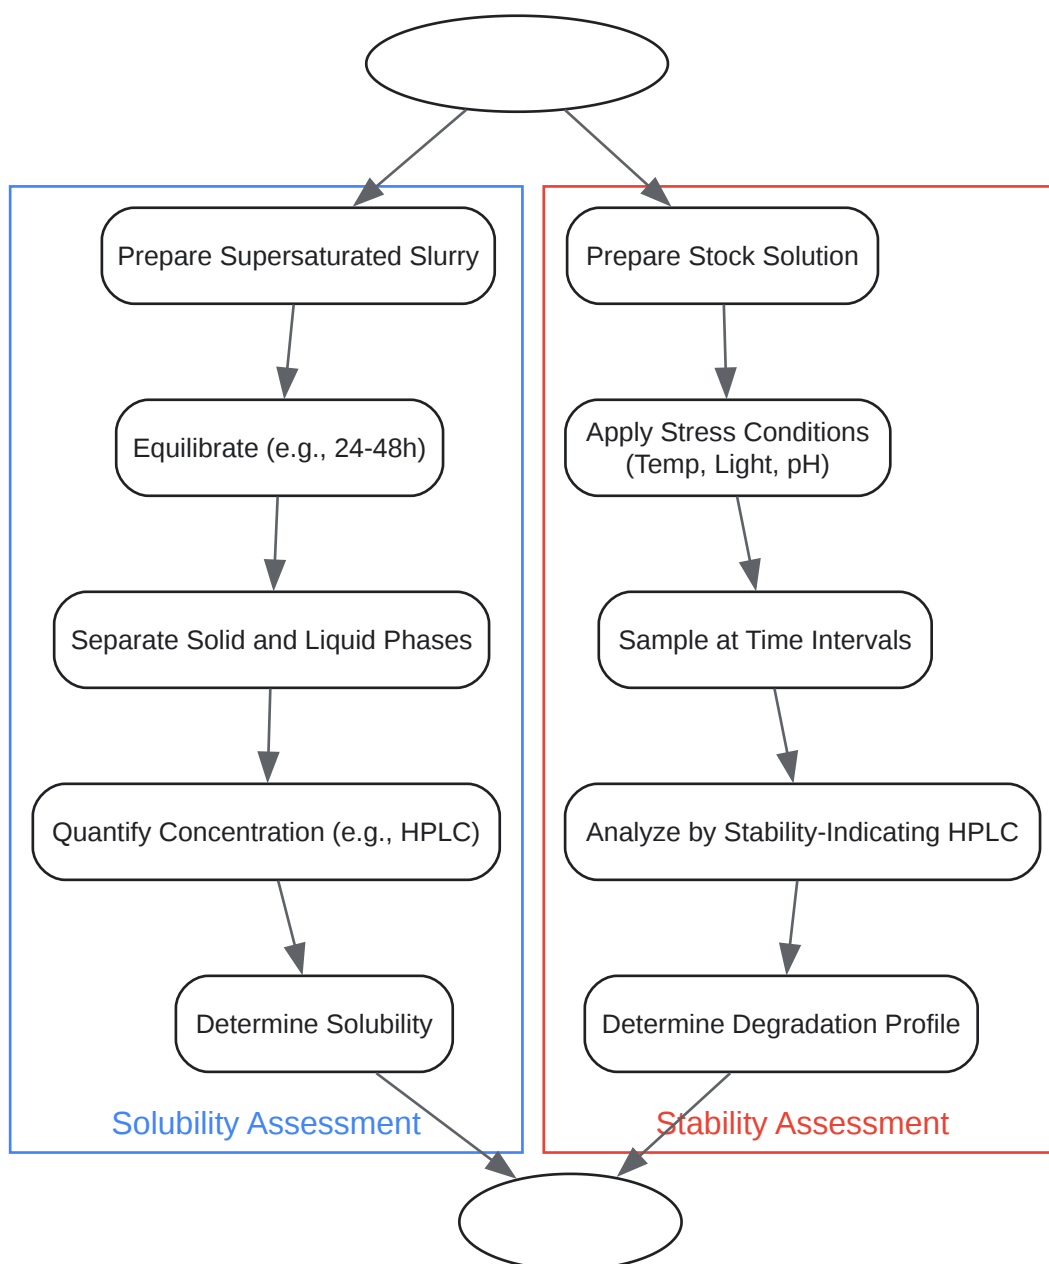 Prepare Supersaturated Slurry
Equilibrate (e.g., 24-48h)
Separate Solid and Liquid Phases
Quantify Concentration (e.g., HPLC)
Determine Solubility
Solubility Assessment
Prepare Stock Solution
Apply Stress Conditions
(Temp, Light, pH)
Sample at Time Intervals
Analyze by Stability-Indicating HPLC
Determine Degradation Profile
Stability Assessment